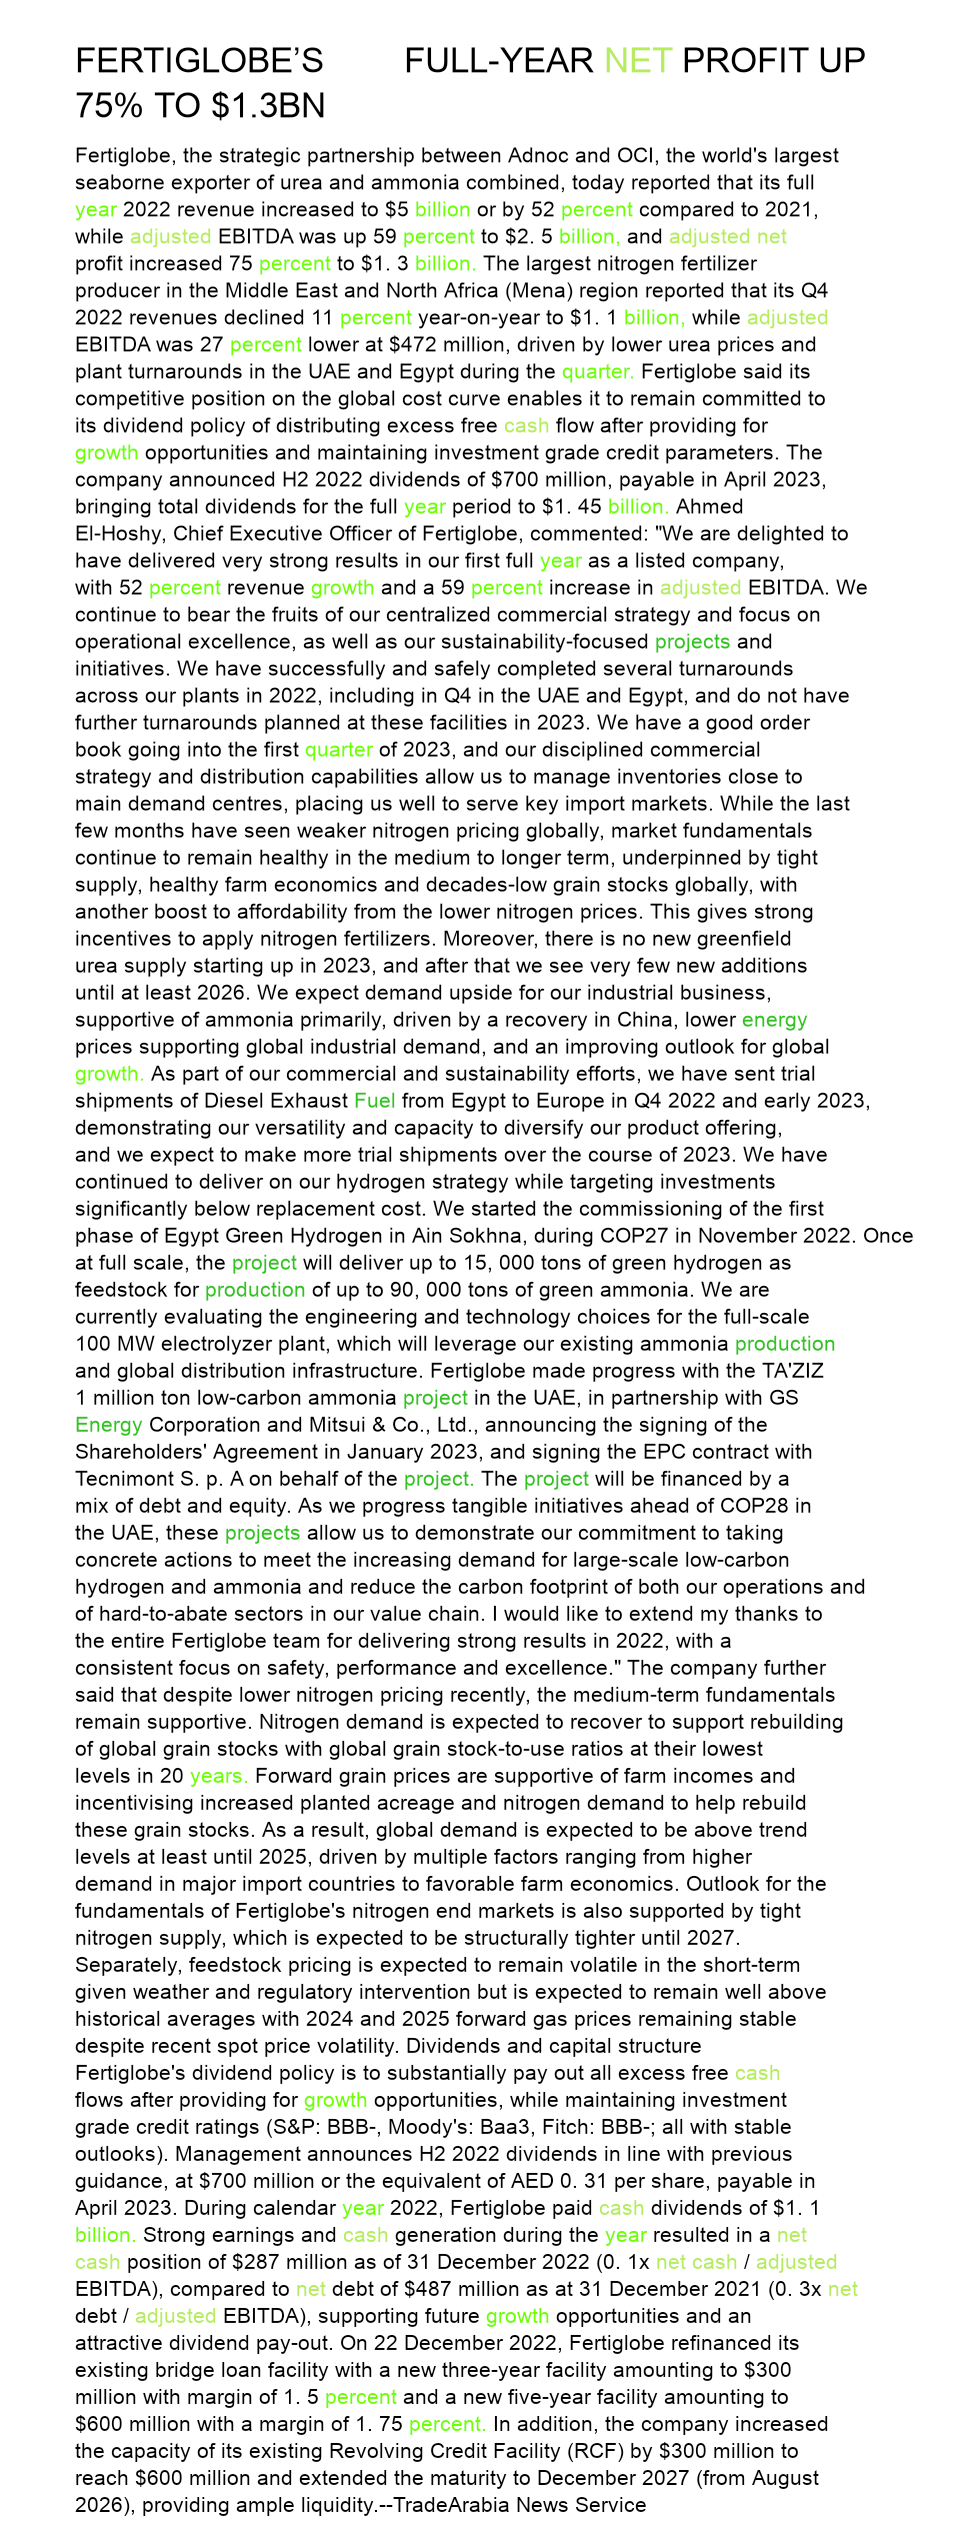 FERTIGLOBE’S FULL-YEAR NET PROFIT UP
75% TO $1.3BN
Fertiglobe, the strategic partnership between Adnoc and OCI, the world's largest
seaborne exporter of urea and ammonia combined, today reported that its full
year 2022 revenue increased to $5 billion or by 52 percent compared to 2021,
while adjusted EBITDA was up 59 percent to $2. 5 billion, and adjusted net
profit increased 75 percent to $1. 3 billion. The largest nitrogen fertilizer
producer in the Middle East and North Africa (Mena) region reported that its Q4
2022 revenues declined 11 percent year-on-year to $1. 1 billion, while adjusted
EBITDA was 27 percent lower at $472 million, driven by lower urea prices and
plant turnarounds in the UAE and Egypt during the quarter. Fertiglobe said its
competitive position on the global cost curve enables it to remain committed to
its dividend policy of distributing excess free cash flow after providing for
growth opportunities and maintaining investment grade credit parameters. The
company announced H2 2022 dividends of $700 million, payable in April 2023,
bringing total dividends for the full year period to $1. 45 billion. Ahmed
El-Hoshy, Chief Executive Officer of Fertiglobe, commented: "We are delighted to
have delivered very strong results in our first full year as a listed company,
with 52 percent revenue growth and a 59 percent increase in adjusted EBITDA. We
continue to bear the fruits of our centralized commercial strategy and focus on
operational excellence, as well as our sustainability-focused projects and
initiatives. We have successfully and safely completed several turnarounds
across our plants in 2022, including in Q4 in the UAE and Egypt, and do not have
further turnarounds planned at these facilities in 2023. We have a good order
book going into the first quarter of 2023, and our disciplined commercial
strategy and distribution capabilities allow us to manage inventories close to
main demand centres, placing us well to serve key import markets. While the last
few months have seen weaker nitrogen pricing globally, market fundamentals
continue to remain healthy in the medium to longer term, underpinned by tight
supply, healthy farm economics and decades-low grain stocks globally, with
another boost to affordability from the lower nitrogen prices. This gives strong
incentives to apply nitrogen fertilizers. Moreover, there is no new greenfield
urea supply starting up in 2023, and after that we see very few new additions
until at least 2026. We expect demand upside for our industrial business,
supportive of ammonia primarily, driven by a recovery in China, lower energy
prices supporting global industrial demand, and an improving outlook for global
growth. As part of our commercial and sustainability efforts, we have sent trial
shipments of Diesel Exhaust Fuel from Egypt to Europe in Q4 2022 and early 2023,
demonstrating our versatility and capacity to diversify our product offering,
and we expect to make more trial shipments over the course of 2023. We have
continued to deliver on our hydrogen strategy while targeting investments
significantly below replacement cost. We started the commissioning of the first
phase of Egypt Green Hydrogen in Ain Sokhna, during COP27 in November 2022. Once
at full scale, the project will deliver up to 15, 000 tons of green hydrogen as
feedstock for production of up to 90, 000 tons of green ammonia. We are
currently evaluating the engineering and technology choices for the full-scale
100 MW electrolyzer plant, which will leverage our existing ammonia production
and global distribution infrastructure. Fertiglobe made progress with the TA'ZIZ
1 million ton low-carbon ammonia project in the UAE, in partnership with GS
Energy Corporation and Mitsui & Co., Ltd., announcing the signing of the
Shareholders' Agreement in January 2023, and signing the EPC contract with
Tecnimont S. p. A on behalf of the project. The project will be financed by a
mix of debt and equity. As we progress tangible initiatives ahead of COP28 in
the UAE, these projects allow us to demonstrate our commitment to taking
concrete actions to meet the increasing demand for large-scale low-carbon
hydrogen and ammonia and reduce the carbon footprint of both our operations and
of hard-to-abate sectors in our value chain. I would like to extend my thanks to
the entire Fertiglobe team for delivering strong results in 2022, with a
consistent focus on safety, performance and excellence." The company further
said that despite lower nitrogen pricing recently, the medium-term fundamentals
remain supportive. Nitrogen demand is expected to recover to support rebuilding
of global grain stocks with global grain stock-to-use ratios at their lowest
levels in 20 years. Forward grain prices are supportive of farm incomes and
incentivising increased planted acreage and nitrogen demand to help rebuild
these grain stocks. As a result, global demand is expected to be above trend
levels at least until 2025, driven by multiple factors ranging from higher
demand in major import countries to favorable farm economics. Outlook for the
fundamentals of Fertiglobe's nitrogen end markets is also supported by tight
nitrogen supply, which is expected to be structurally tighter until 2027.
Separately, feedstock pricing is expected to remain volatile in the short-term
given weather and regulatory intervention but is expected to remain well above
historical averages with 2024 and 2025 forward gas prices remaining stable
despite recent spot price volatility. Dividends and capital structure
Fertiglobe's dividend policy is to substantially pay out all excess free cash
flows after providing for growth opportunities, while maintaining investment
grade credit ratings (S&P: BBB-, Moody's: Baa3, Fitch: BBB-; all with stable
outlooks). Management announces H2 2022 dividends in line with previous
guidance, at $700 million or the equivalent of AED 0. 31 per share, payable in
April 2023. During calendar year 2022, Fertiglobe paid cash dividends of $1. 1
billion. Strong earnings and cash generation during the year resulted in a net
cash position of $287 million as of 31 December 2022 (0. 1x net cash / adjusted
EBITDA), compared to net debt of $487 million as at 31 December 2021 (0. 3x net
debt / adjusted EBITDA), supporting future growth opportunities and an
attractive dividend pay-out. On 22 December 2022, Fertiglobe refinanced its
existing bridge loan facility with a new three-year facility amounting to $300
million with margin of 1. 5 percent and a new five-year facility amounting to
$600 million with a margin of 1. 75 percent. In addition, the company increased
the capacity of its existing Revolving Credit Facility (RCF) by $300 million to
reach $600 million and extended the maturity to December 2027 (from August
2026), providing ample liquidity.--TradeArabia News Service